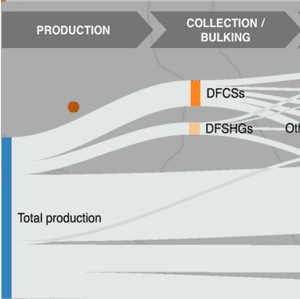 PRODUCTION
COLLECTION /
BULKING
DFCSs
DFSHGs
Total production